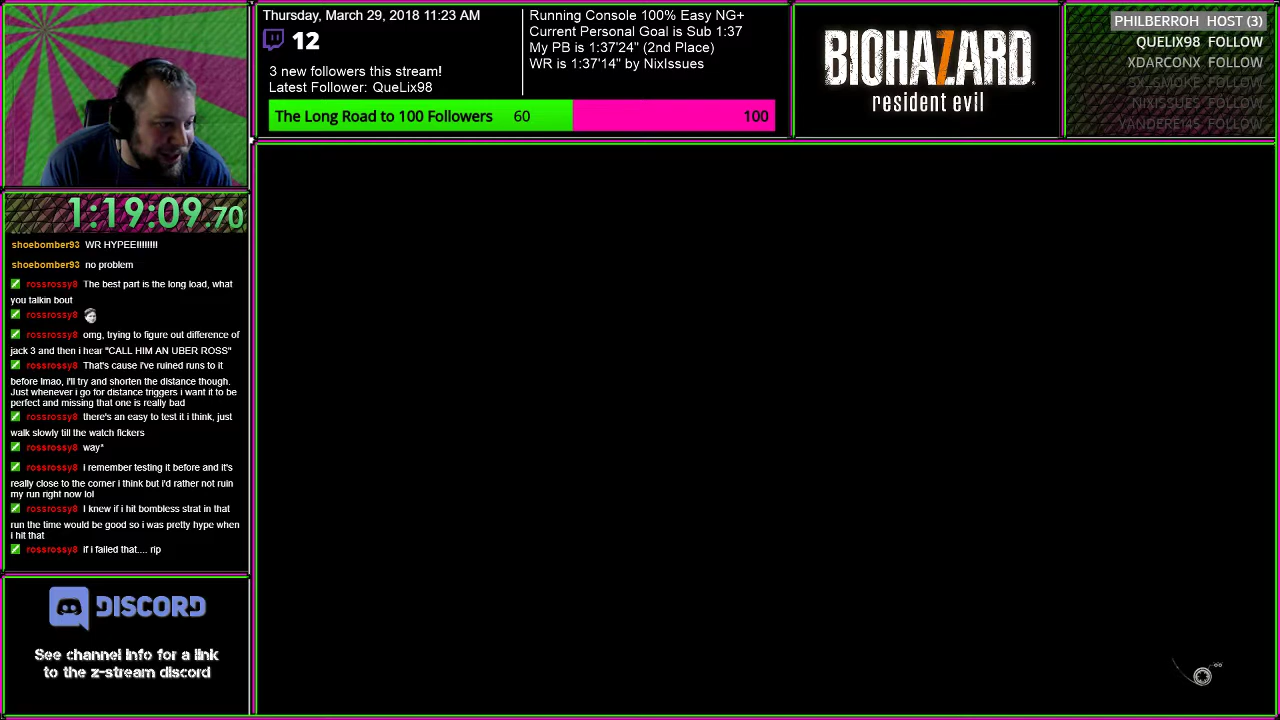 Thursday, March 29, 2018 11:23 AM
12
3 new followers this stream!
Latest Follower: QueLix98
Running Console 100% Easy NG+
Current Personal Goal is Sub 1:37
My PB is 1:37'24" (2nd Place)
WR is 1:37'14" by NixIssues
The Long Road to 100 Followers 60 100
BIOHAZARD
resident evil
PHILBERROH HOST (3)
QUELIX98 FOLLOW
XDARCONX FOLLOW
SX_SMOKE FOLLOW
NIXISSUES FOLLOW
YANDERE145 FOLLOW
1:19:09.70
shoebomber93 WR HYPEE!!!!!!!!
shoebomber93 no problem
rossrossy8 The best part is the long load, what
you talkin bout
rossrossy8
rossrossy8 omg, trying to figure out difference of
jack 3 and then i hear "CALL HIM AN UBER ROSS"
rossrossy8 That's cause i've ruined runs to it
before lmao, i'll try and shorten the distance though.
Just whenever i go for distance triggers i want it to be
perfect and missing that one is really bad
rossrossy8 there's an easy to test it i think, just
walk slowly till the watch fickers
rossrossy8 way*
rossrossy8 I remember testing it before and it's
really close to the corner i think but i'd rather not ruin
my run right now lol
rossrossy8 I knew if i hit bombless strat in that
run the time would be good so i was pretty hype when
i hit that
rossrossy8 if i failed that.... rip
DISCORD
See channel info for a link
to the z-stream discord